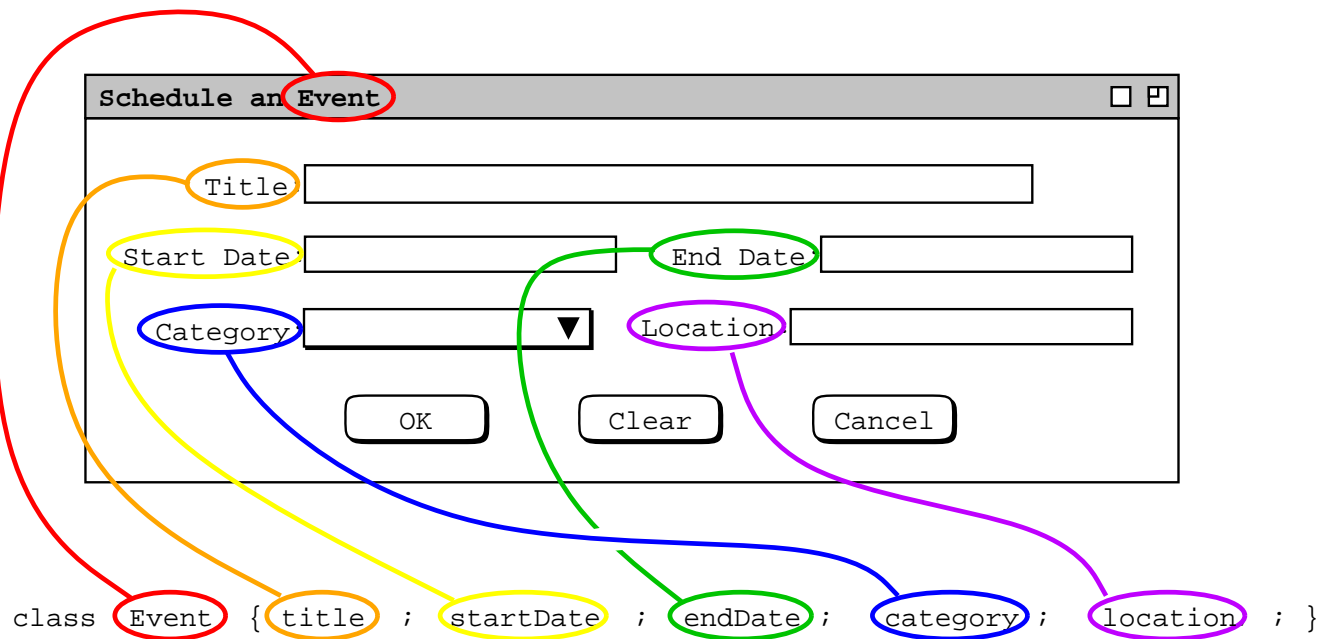 Schedule an Event
Title:
Start Date: End Date:
Category: Location:
OK Clear Cancel
class Event { title ; startDate ; endDate ; category ; location ; }